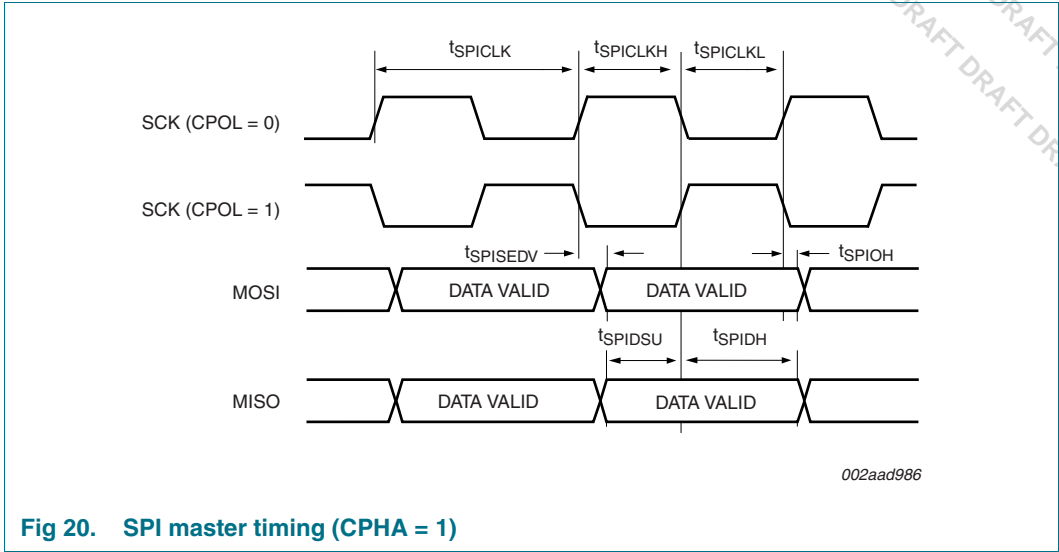 DRAFT DRAFT DR
DRAFT
tSPICLK tSPICLKH tSPICLKL
SCK (CPOL = 0)
SCK (CPOL = 1)
tSPISEDV tSPIOH
MOSI DATA VALID DATA VALID
tSPIDSU tSPIDH
MISO DATA VALID DATA VALID
002aad986
Fig 20. SPI master timing (CPHA = 1)